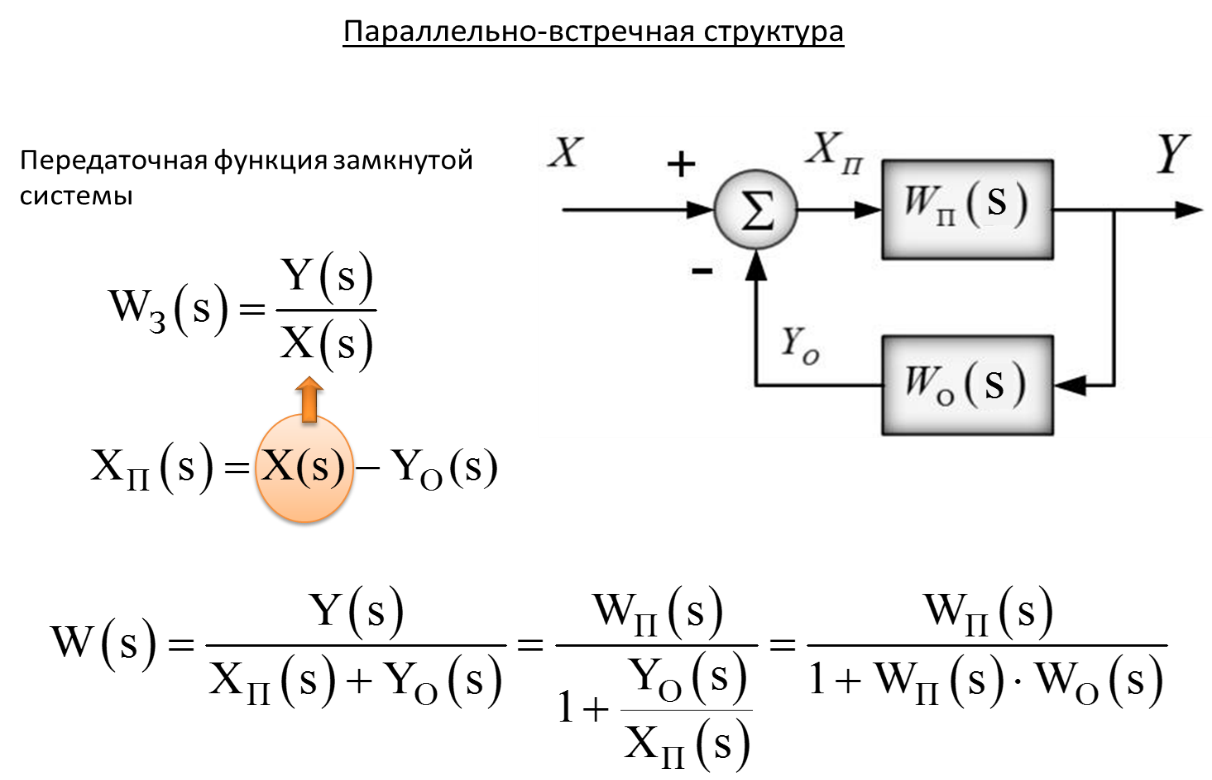 Параллельно-встречная структура
Передаточная функция замкнутой
системы
X
+
Σ
-
X_П
W_П(s)
Y
Y_O
W_O(s)
W_З(s) = Y(s) / X(s)
X_П(s) = X(s) − Y_O(s)
W(s) = Y(s) / (X_П(s) + Y_O(s)) = W_П(s) / (1 + Y_O(s) / X_П(s)) = W_П(s) / (1 + W_П(s) · W_O(s))